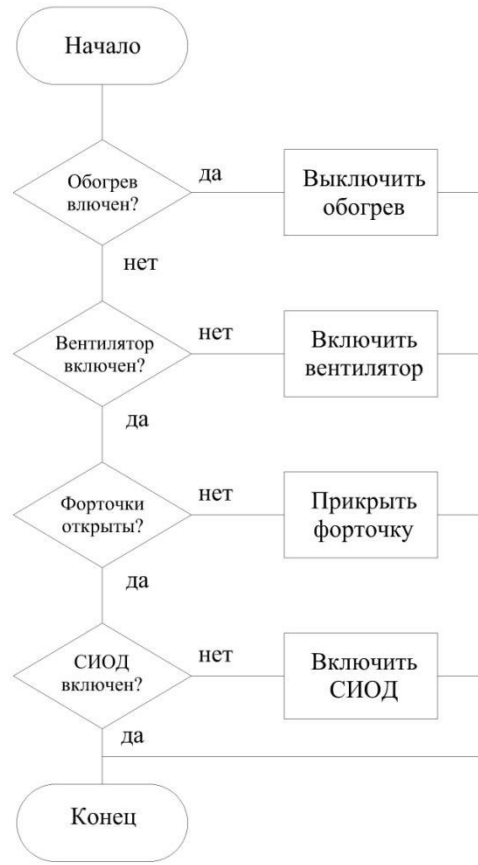 Начало
Обогрев
влючен?
да
Выключить
обогрев
нет
Вентилятор
включен?
нет
Включить
вентилятор
да
Форточки
открыты?
нет
Прикрыть
форточку
да
СИОД
включен?
нет
Включить
СИОД
да
Конец